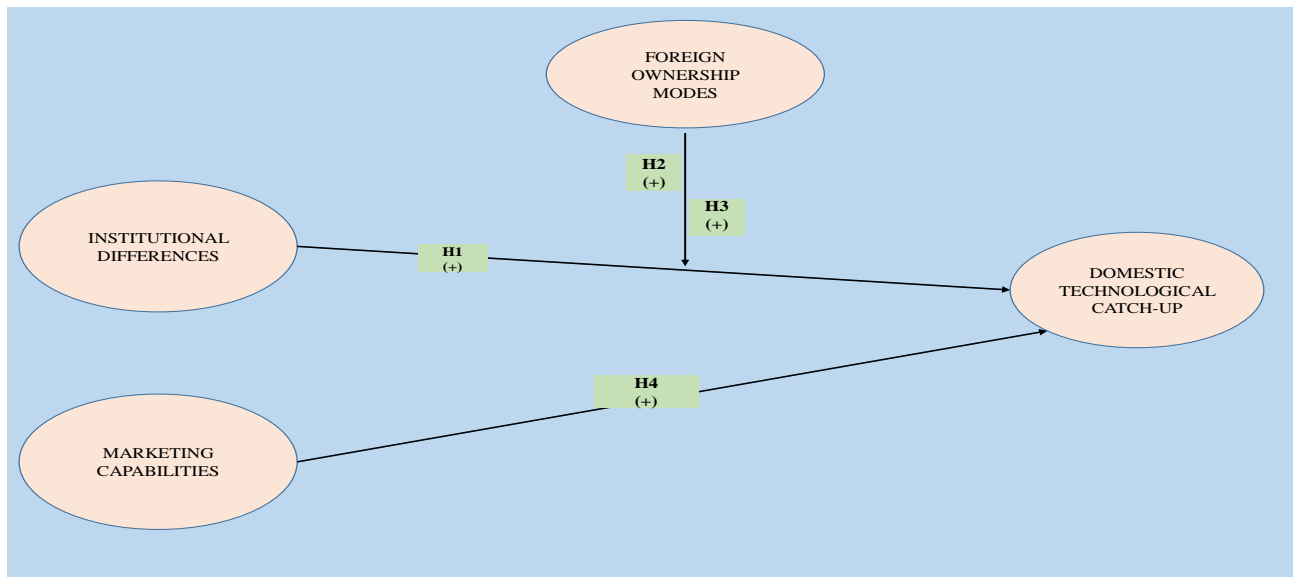 FOREIGN
OWNERSHIP
MODES
H2
(+)
H3
(+)
INSTITUTIONAL
DIFFERENCES
H1
(+)
DOMESTIC
TECHNOLOGICAL
CATCH-UP
H4
(+)
MARKETING
CAPABILITIES